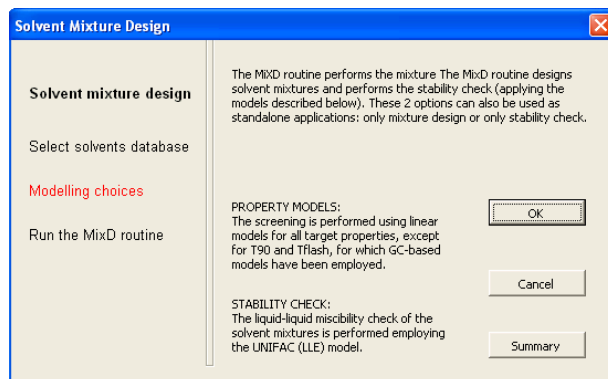 Solvent Mixture Design
Solvent mixture design
Select solvents database
Modelling choices
Run the MixD routine
The MiXD routine performs the mixture The MixD routine designs
solvent mixtures and performs the stability check (applying the
models described below). These 2 options can also be used as
standalone applications: only mixture design or only stability check.
PROPERTY MODELS:
The screening is performed using linear
models for all target properties, except
for T90 and Tflash, for which GC-based
models have been employed.
STABILITY CHECK:
The liquid-liquid miscibility check of the
solvent mixtures is performed employing
the UNIFAC (LLE) model.
OK
Cancel
Summary